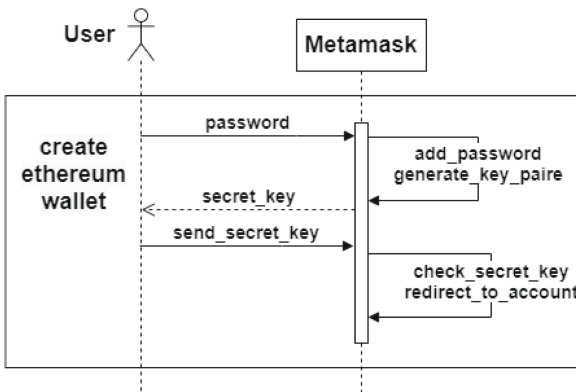 User
Metamask
create
ethereum
wallet
password
add_password
generate_key_paire
secret_key
send_secret_key
check_secret_key
redirect_to_account